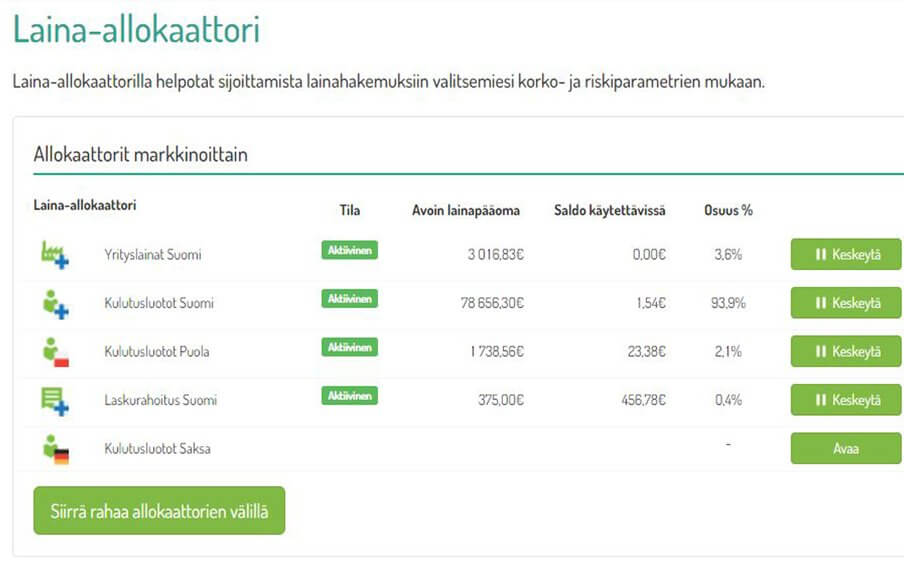 Laina-allokaattori
Laina-allokaattorilla helpotat sijoittamista lainahakemuksiin valitsemiesi korko- ja riskiparametrien mukaan.
Allokaattorit markkinoittain
Laina-allokaattori Tila Avoin lainapääoma Saldo käytettävissä Osuus %
Yrityslainat Suomi Aktiivinen 3 016,83€ 0,00€ 3,6% Keskeytä
Kulutusluotot Suomi Aktiivinen 78 656,30€ 1,54€ 93,9% Keskeytä
Kulutusluotot Puola Aktiivinen 1 738,56€ 23,38€ 2,1% Keskeytä
Laskurahoitus Suomi Aktiivinen 375,00€ 456,78€ 0,4% Keskeytä
Kulutusluotot Saksa - Avaa
Siirrä rahaa allokaattorien välillä